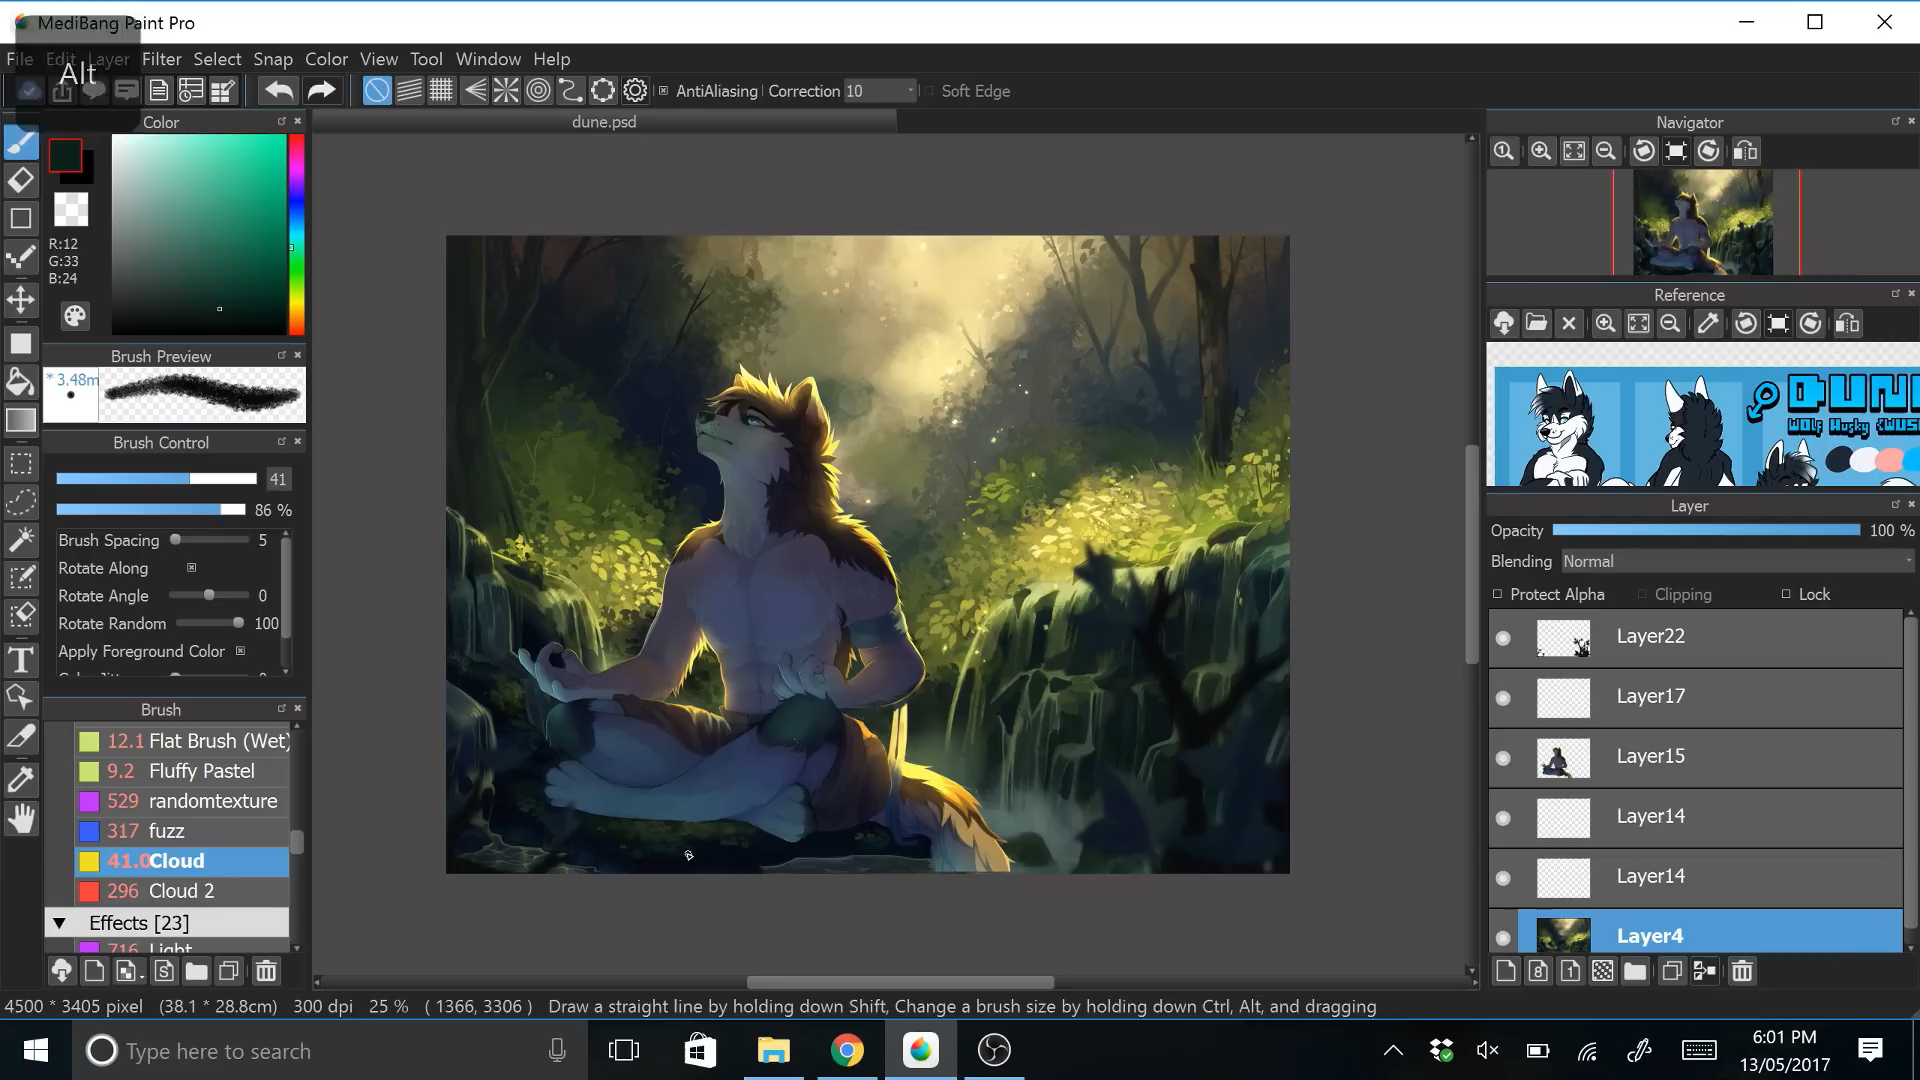 MediBang Paint Pro
File Edit Layer Filter Select Snap Color View Tool Window Help
Alt
AntiAliasing Correction 10 Soft Edge
Color
dune.psd
Navigator
R:12
G:33
B:24
Reference
Brush Preview
* 3.48m
DUN
Wolf Husky
Brush Control
41
86 %
Brush Spacing 5
Rotate Along
Rotate Angle 0
Rotate Random 100
Apply Foreground Color
Layer
Opacity 100 %
Blending Normal
Protect Alpha Clipping Lock
Layer22
Layer17
Layer15
Layer14
Layer14
Layer4
Brush
12.1 Flat Brush (Wet)
9.2 Fluffy Pastel
529 randomtexture
317 fuzz
41.0 Cloud
296 Cloud 2
Effects [23]
716 Light
4500 * 3405 pixel (38.1 * 28.8cm) 300 dpi 25 % ( 1366, 3306 ) Draw a straight line by holding down Shift, Change a brush size by holding down Ctrl, Alt, and dragging
Type here to search
6:01 PM
13/05/2017